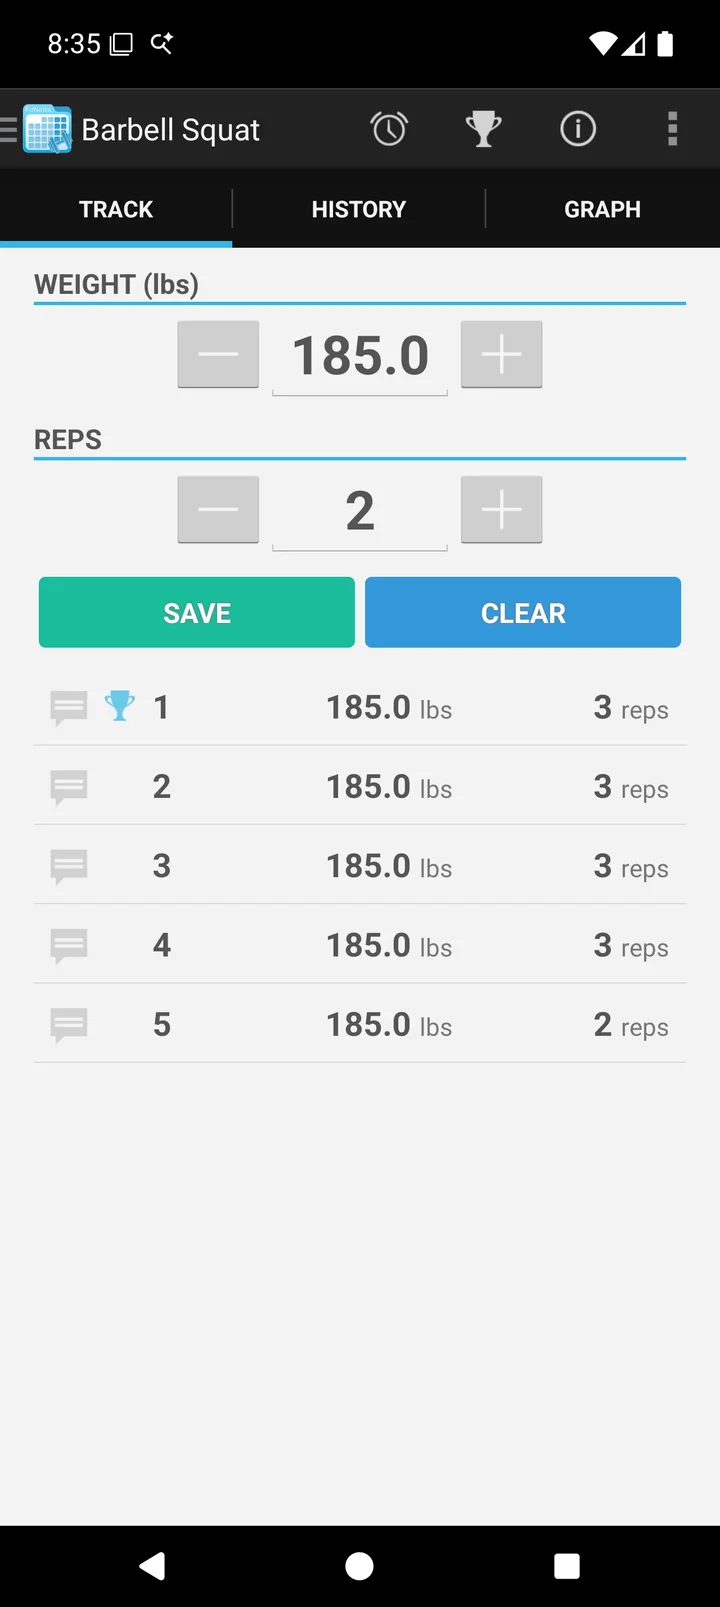 8:35
Barbell Squat
TRACK HISTORY GRAPH
WEIGHT (lbs)
185.0
REPS
2
SAVE CLEAR
1 185.0 lbs 3 reps
2 185.0 lbs 3 reps
3 185.0 lbs 3 reps
4 185.0 lbs 3 reps
5 185.0 lbs 2 reps